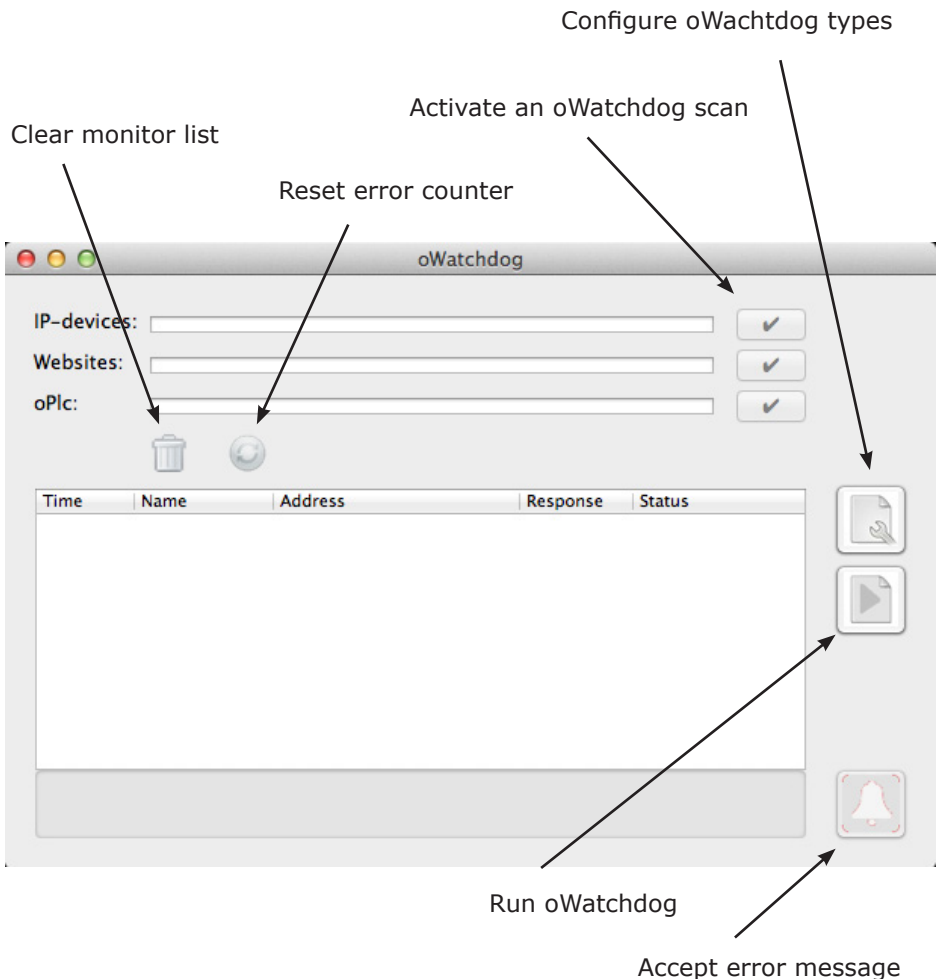 Configure oWachtdog types
Activate an oWatchdog scan
Clear monitor list
Reset error counter
oWatchdog
IP-devices:
Websites:
oPlc:
Time Name Address Response Status
Run oWatchdog
Accept error message